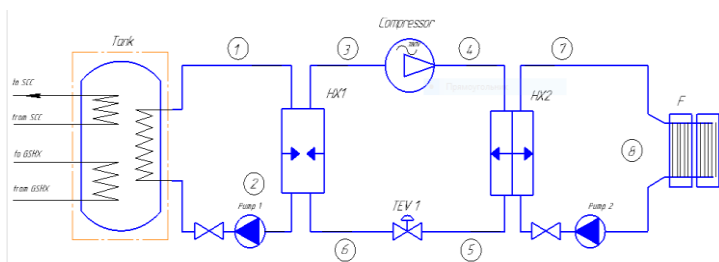 Compressor
Tank
1
3
4
7
to SCC
HX1
HX2
F
from SCC
to GSHX
8
2
from GSHX
Pump 1
TEV 1
Pump 2
6
5